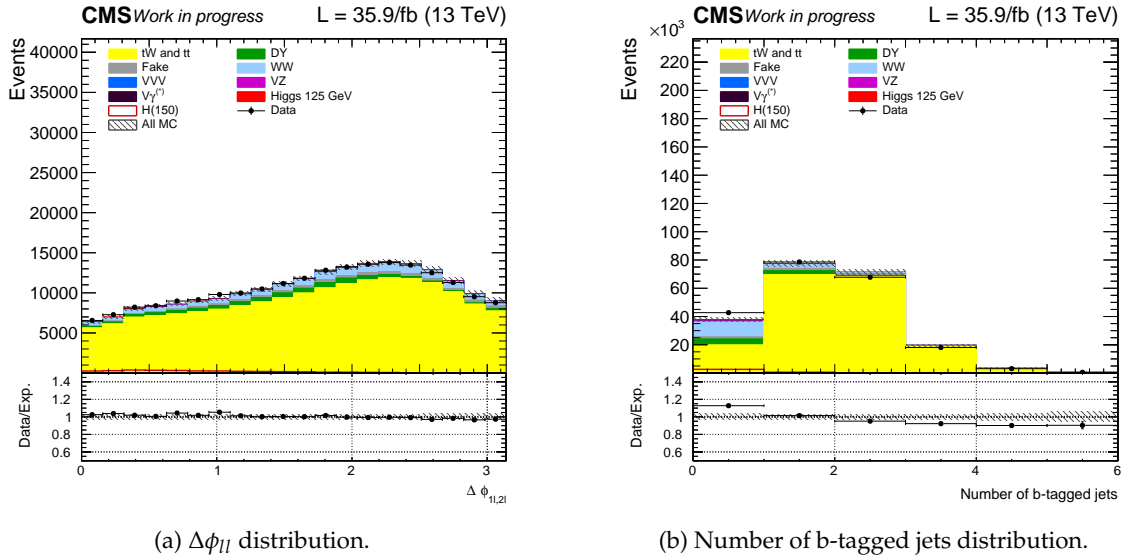 CMS Work in progress L = 35.9/fb (13 TeV)
Events
40000
35000
30000
25000
20000
15000
10000
5000
tW and tt DY
Fake WW
VVV VZ
Vγ(*) Higgs 125 GeV
H(150) Data
All MC
Data/Exp.
1.4
1.2
1
0.8
0.6
0 1 2 3
Δ ϕ1l,2l
(a) Δϕll distribution.
CMS Work in progress L = 35.9/fb (13 TeV)
×10³
Events
220
200
180
160
140
120
100
80
60
40
20
tW and tt DY
Fake WW
VVV VZ
Vγ(*) Higgs 125 GeV
H(150) Data
All MC
Data/Exp.
1.4
1.2
1
0.8
0.6
0 2 4 6
Number of b-tagged jets
(b) Number of b-tagged jets distribution.